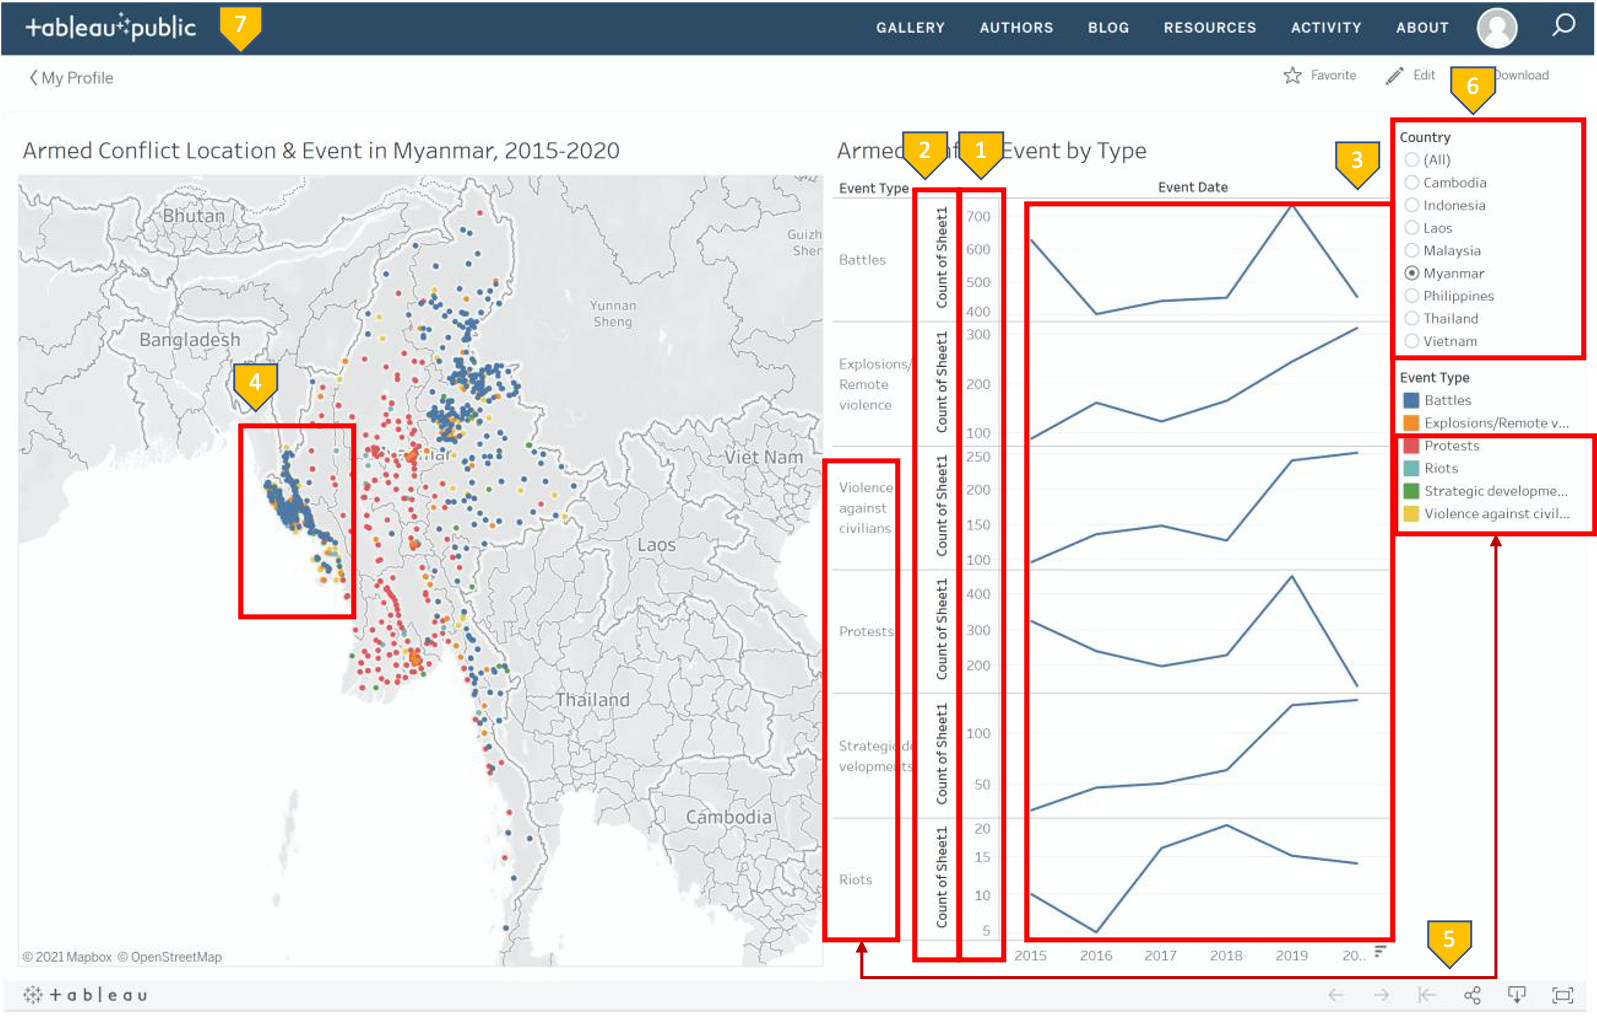 tableau public
7
GALLERY
AUTHORS
BLOG
RESOURCES
ACTIVITY
ABOUT
My Profile
Favorite
Edit
6
Download
Armed Conflict Location & Event in Myanmar, 2015-2020
Bhutan
Bangladesh
Yunnan
Sheng
Viet Nam
Laos
Thailand
Cambodia
4
© 2021 Mapbox © OpenStreetMap
Event by Type
2
1
3
Event Type
Event Date
Battles
Count of Sheet1
700
600
500
400
Explosions/
Remote
violence
Count of Sheet1
300
200
100
Violence
against
civilians
Count of Sheet1
250
200
150
100
Protests
Count of Sheet1
400
300
200
Strategic de
velopments
Count of Sheet1
100
50
Riots
Count of Sheet1
20
15
10
5
2015
2016
2017
2018
2019
20..
Country
(All)
Cambodia
Indonesia
Laos
Malaysia
Myanmar
Philippines
Thailand
Vietnam
Event Type
Battles
Explosions/Remote v...
Protests
Riots
Strategic developme...
Violence against civil...
5
tableau